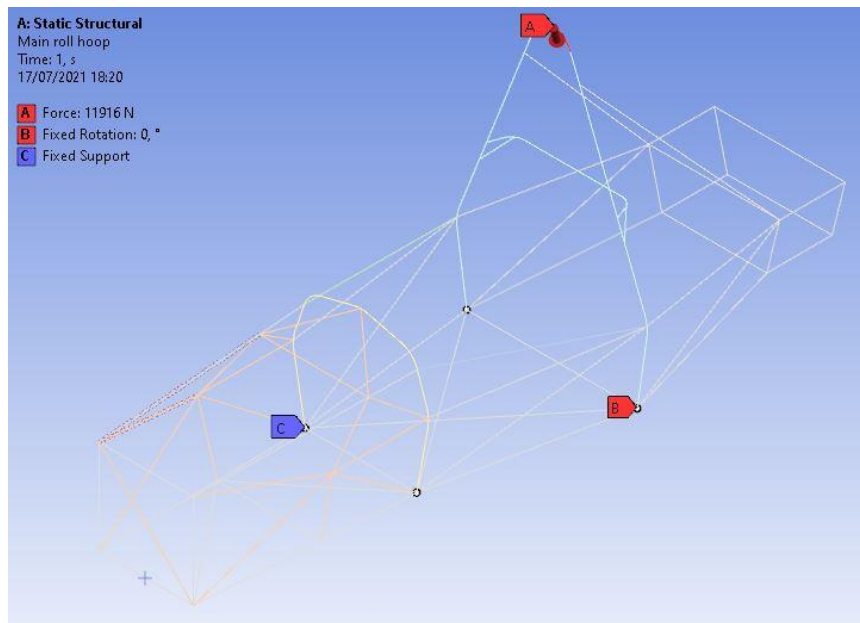 A: Static Structural
Main roll hoop
Time: 1, s
17/07/2021 18:20
A Force: 11916 N
B Fixed Rotation: 0, °
C Fixed Support
A
B
C